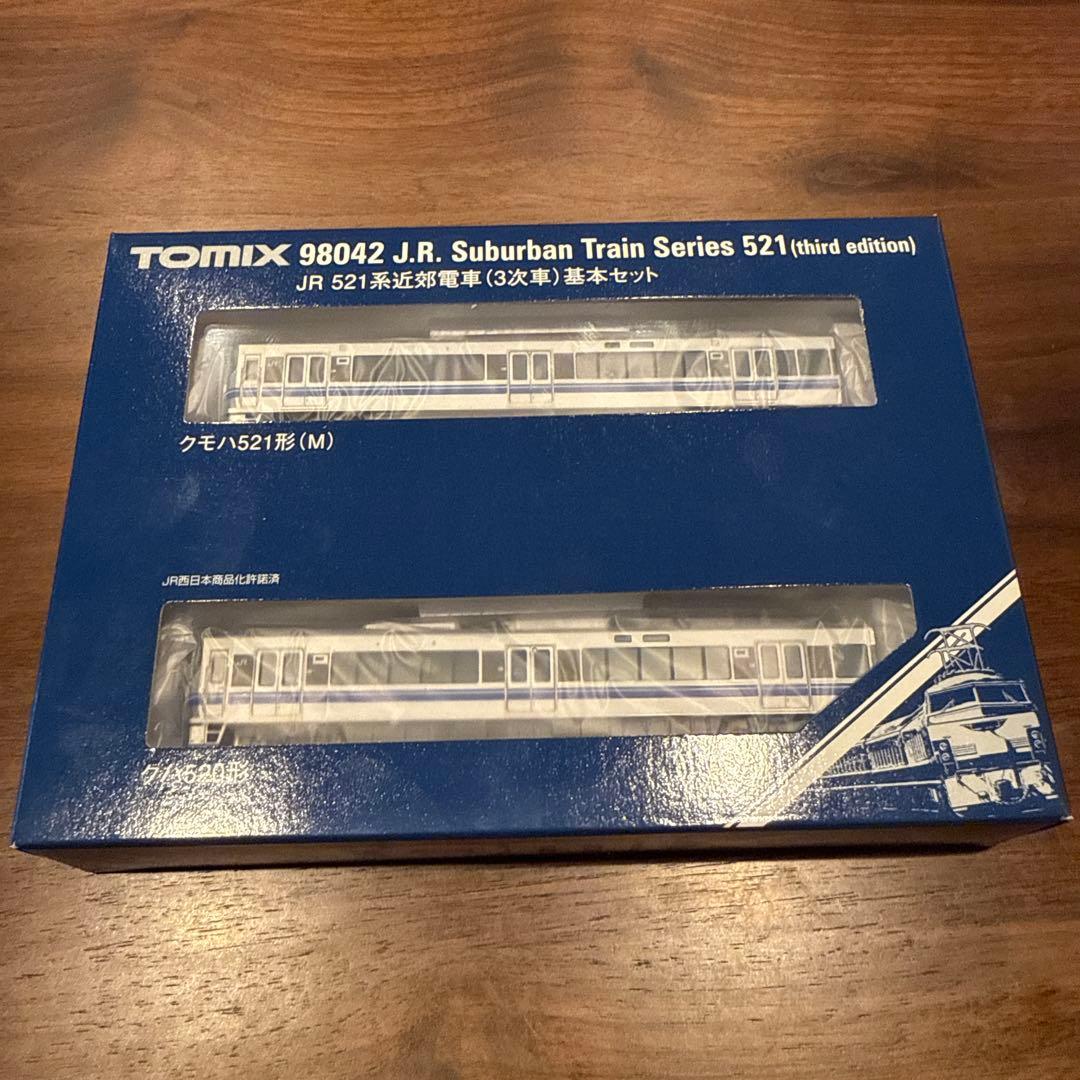 TOMIX 98042 J.R. Suburban Train Series 521 (third edition)
JR 521系近郊電車(3次車)基本セット
クモハ521形(M)
JR西日本商品化許諾済
クハ520形